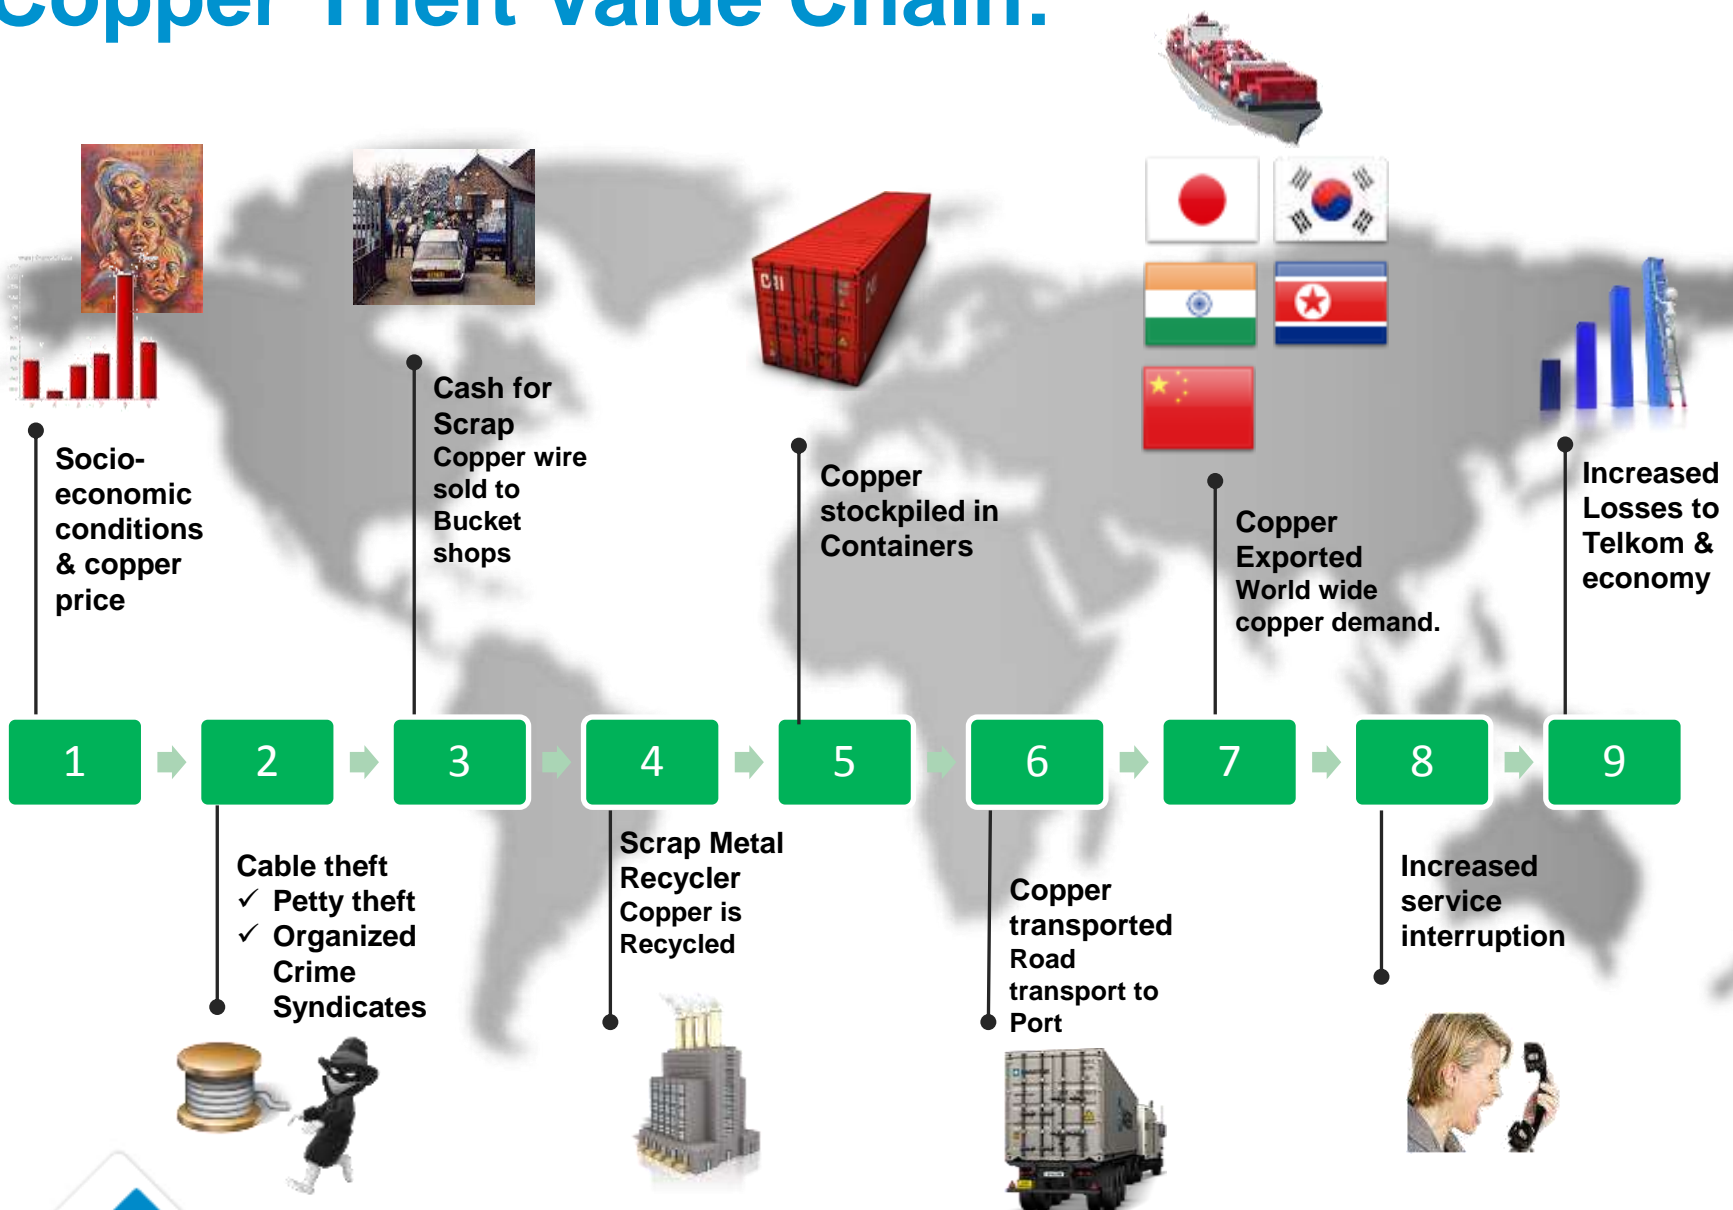 Copper Theft Value Chain:
Socio-
economic
conditions
& copper
price
Cash for
Scrap
Copper wire
sold to
Bucket
shops
Copper
stockpiled in
Containers
Copper
Exported
World wide
copper demand.
Increased
Losses to
Telkom &
economy
1
2
3
4
5
6
7
8
9
Cable theft
✓ Petty theft
✓ Organized
Crime
Syndicates
Scrap Metal
Recycler
Copper is
Recycled
Copper
transported
Road
transport to
Port
Increased
service
interruption